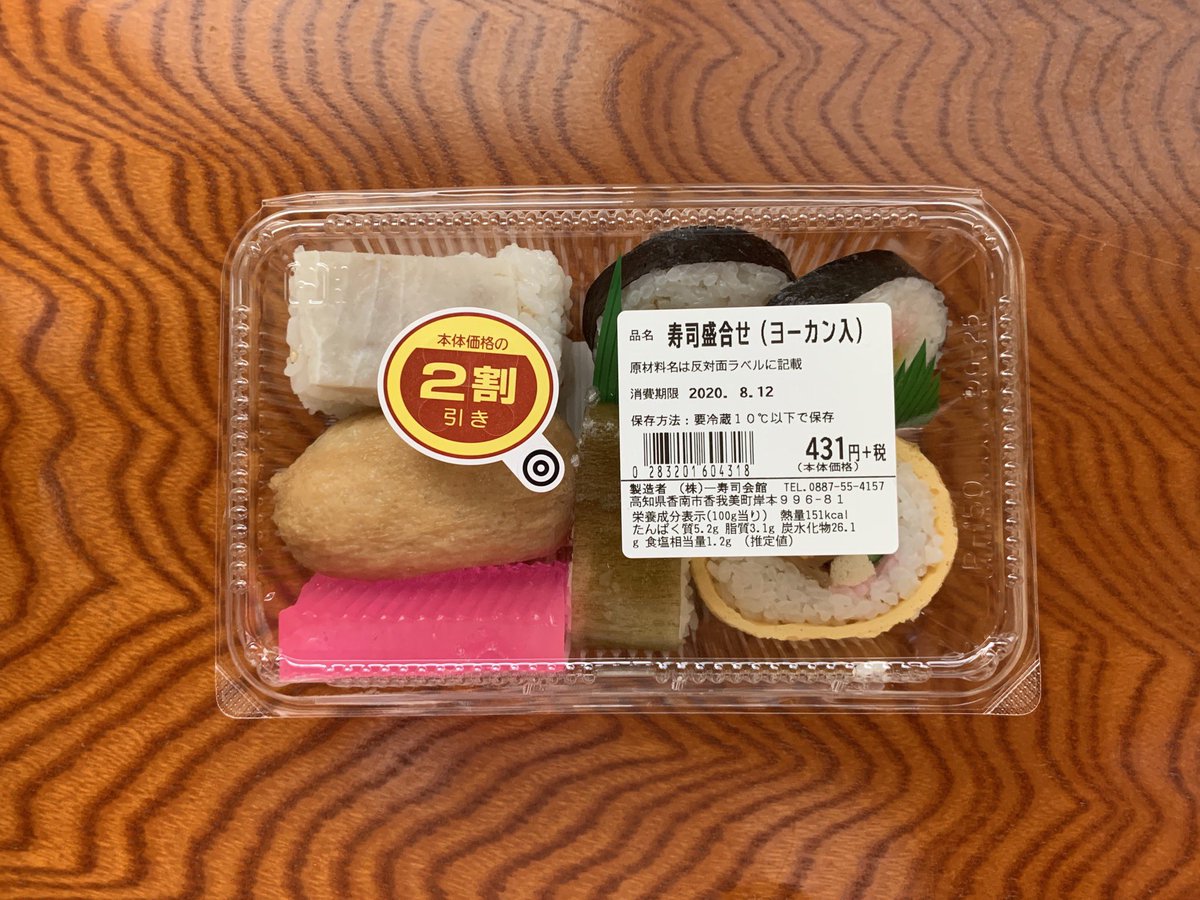 本体価格の
2割
引き
品名 寿司盛合せ（ヨーカン入）
原材料名は反対面ラベルに記載
消費期限 2020. 8.12
保存方法：要冷蔵10℃以下で保存
431円+税
(本体価格)
0 283201604318
製造者 (株)一寿司会館 TEL.0887-55-4157
高知県香南市香我美町岸本996-81
栄養成分表示(100g当り) 熱量151kcal
たんぱく質5.2g 脂質3.1g 炭水化物26.1
g 食塩相当量1.2g (推定値)